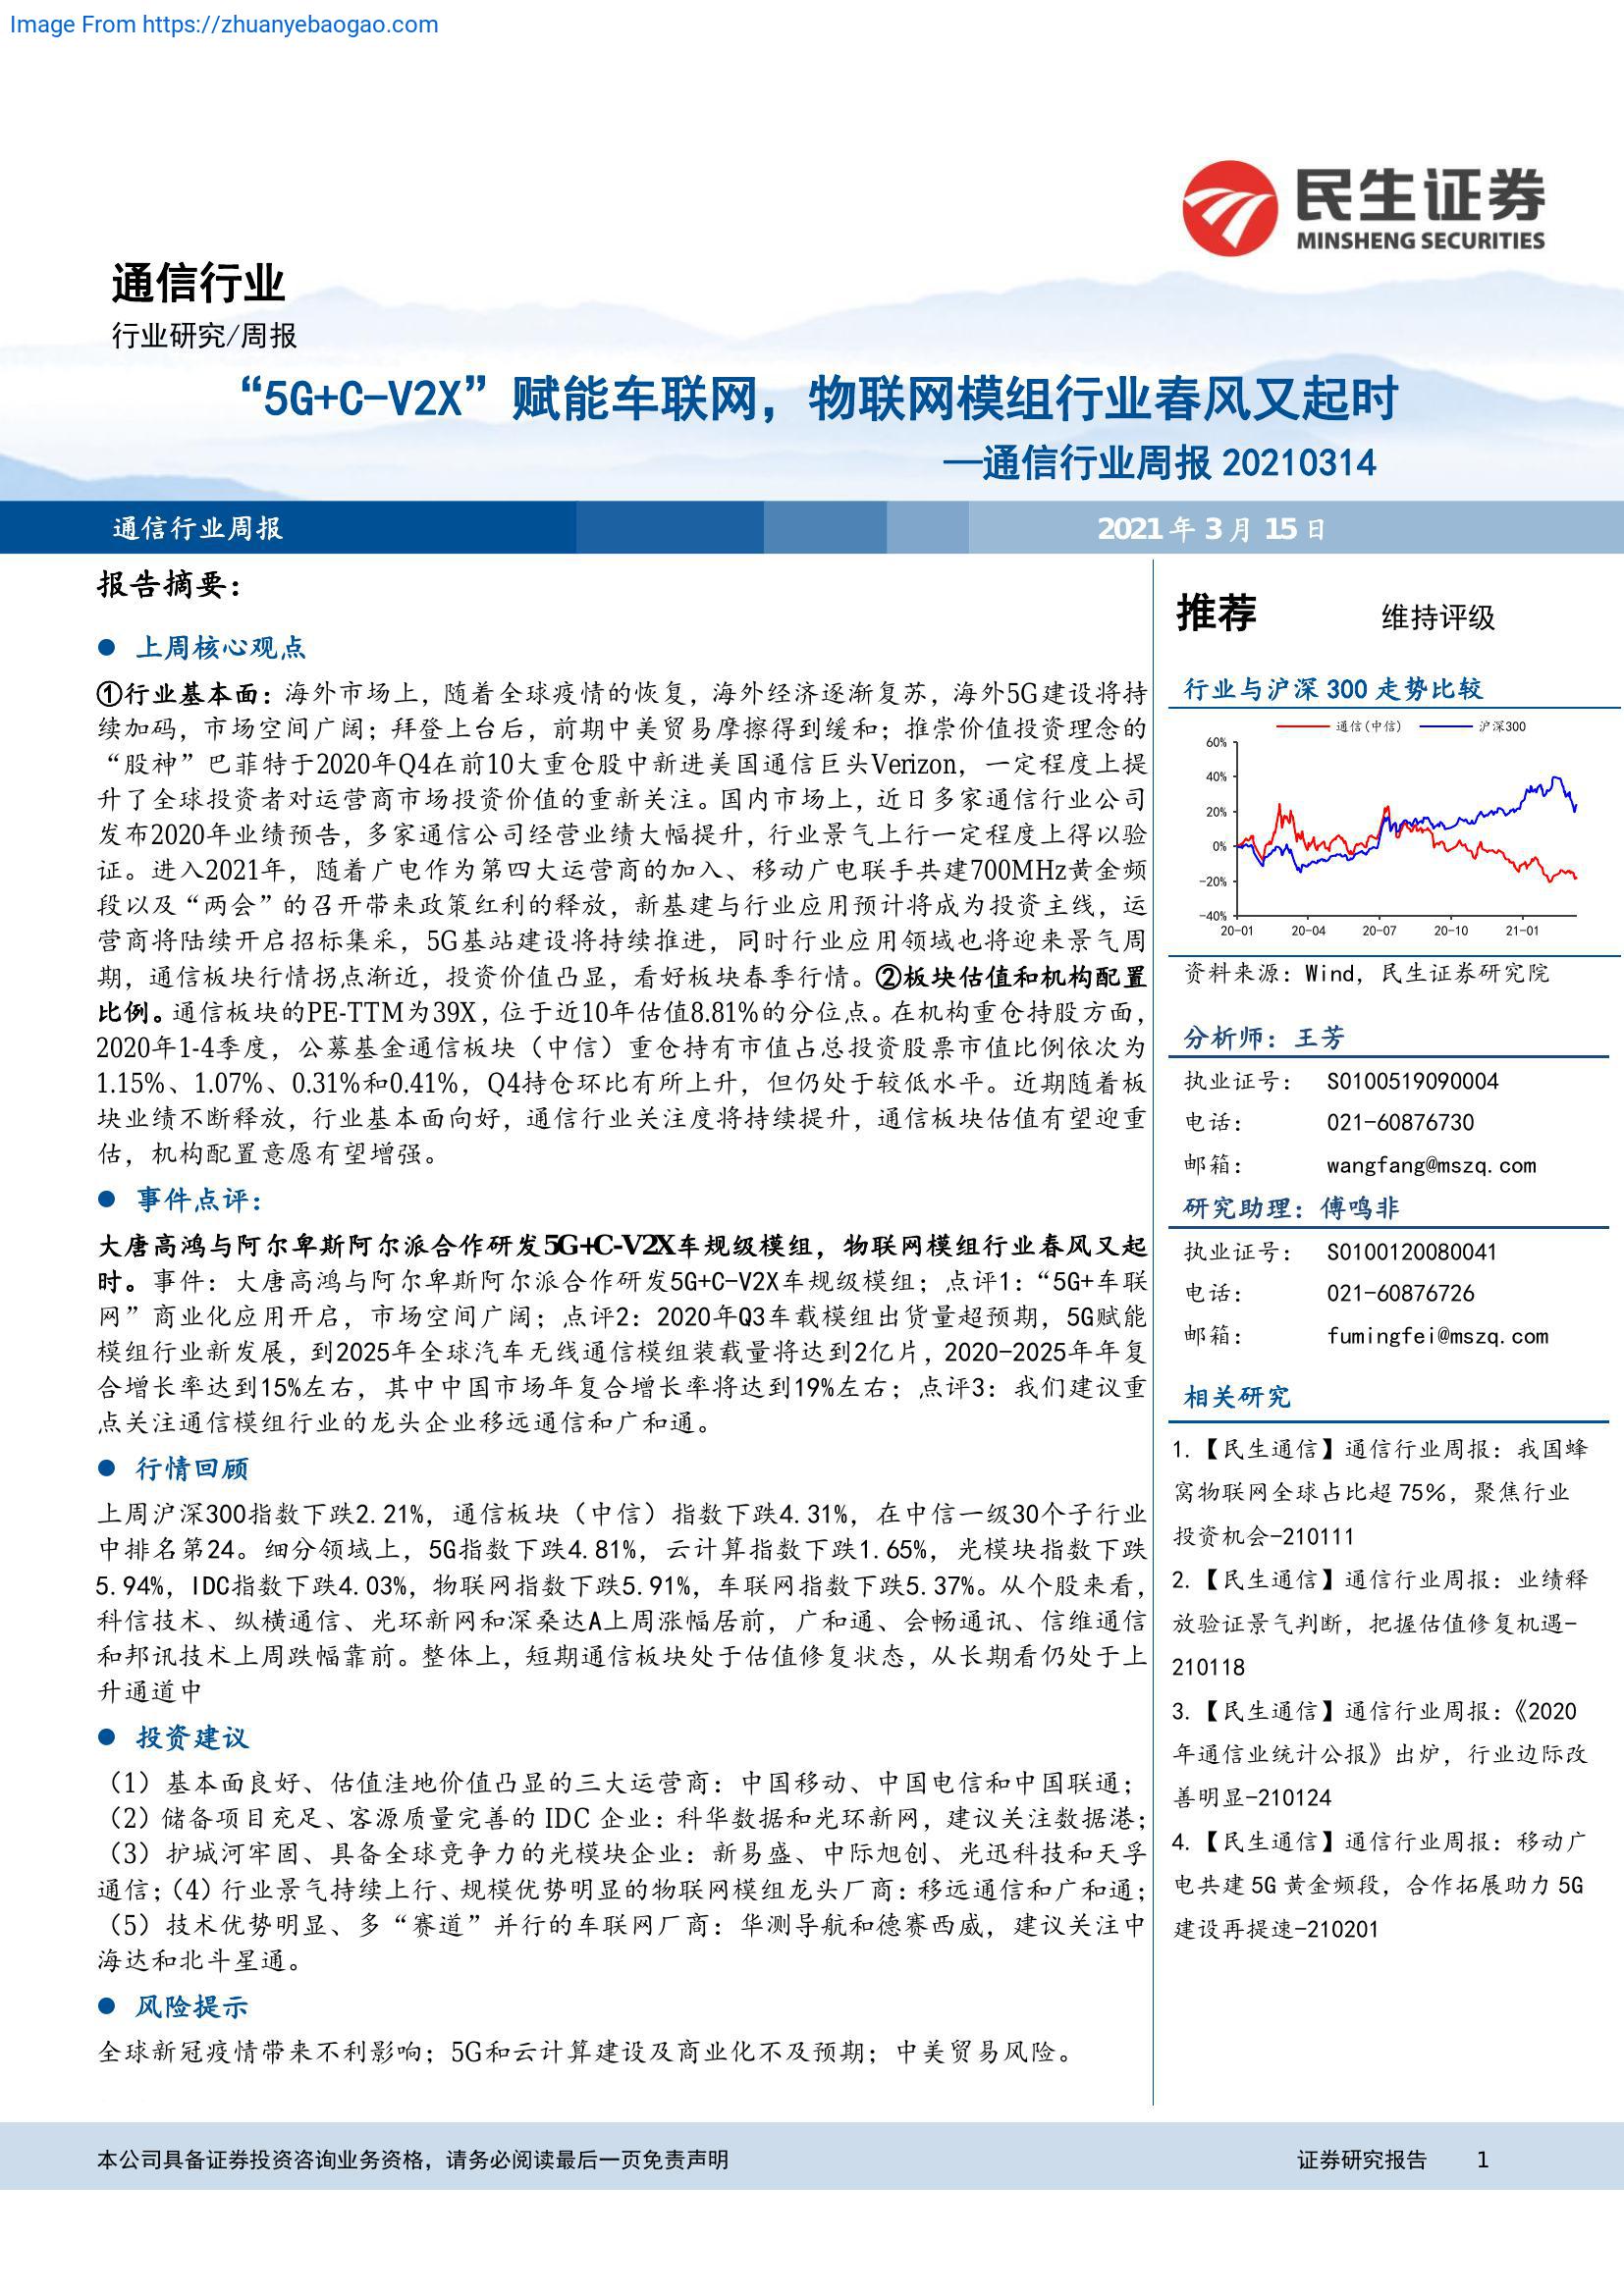 Image From https://zhuanyebaogao.com
民生证券
MINSHENG SECURITIES
通信行业
行业研究/周报
“5G+C-V2X”赋能车联网，物联网模组行业春风又起时
—通信行业周报 20210314
通信行业周报
2021 年 3 月 15 日
报告摘要：
● 上周核心观点
①行业基本面：海外市场上，随着全球疫情的恢复，海外经济逐渐复苏，海外5G建设将持
续加码，市场空间广阔；拜登上台后，前期中美贸易摩擦得到缓和；推崇价值投资理念的
“股神”巴菲特于2020年Q4在前10大重仓股中新进美国通信巨头Verizon，一定程度上提
升了全球投资者对运营商市场投资价值的重新关注。国内市场上，近日多家通信行业公司
发布2020年业绩预告，多家通信公司经营业绩大幅提升，行业景气上行一定程度上得以验
证。进入2021年，随着广电作为第四大运营商的加入、移动广电联手共建700MHz黄金频
段以及“两会”的召开带来政策红利的释放，新基建与行业应用预计将成为投资主线，运
营商将陆续开启招标集采，5G基站建设将持续推进，同时行业应用领域也将迎来景气周
期，通信板块行情拐点渐近，投资价值凸显，看好板块春季行情。②板块估值和机构配置
比例。通信板块的PE-TTM为39X，位于近10年估值8.81%的分位点。在机构重仓持股方面，
2020年1-4季度，公募基金通信板块（中信）重仓持有市值占总投资股票市值比例依次为
1.15%、1.07%、0.31%和0.41%，Q4持仓环比有所上升，但仍处于较低水平。近期随着板
块业绩不断释放，行业基本面向好，通信行业关注度将持续提升，通信板块估值有望迎重
估，机构配置意愿有望增强。
● 事件点评：
大唐高鸿与阿尔卑斯阿尔派合作研发5G+C-V2X车规级模组，物联网模组行业春风又起
时。事件：大唐高鸿与阿尔卑斯阿尔派合作研发5G+C-V2X车规级模组；点评1：“5G+车联
网”商业化应用开启，市场空间广阔；点评2：2020年Q3车载模组出货量超预期，5G赋能
模组行业新发展，到2025年全球汽车无线通信模组装载量将达到2亿片，2020-2025年年复
合增长率达到15%左右，其中中国市场年复合增长率将达到19%左右；点评3：我们建议重
点关注通信模组行业的龙头企业移远通信和广和通。
● 行情回顾
上周沪深300指数下跌2.21%，通信板块（中信）指数下跌4.31%，在中信一级30个子行业
中排名第24。细分领域上，5G指数下跌4.81%，云计算指数下跌1.65%，光模块指数下跌
5.94%，IDC指数下跌4.03%，物联网指数下跌5.91%，车联网指数下跌5.37%。从个股来看，
科信技术、纵横通信、光环新网和深桑达A上周涨幅居前，广和通、会畅通讯、信维通信
和邦讯技术上周跌幅靠前。整体上，短期通信板块处于估值修复状态，从长期看仍处于上
升通道中
● 投资建议
（1）基本面良好、估值洼地价值凸显的三大运营商：中国移动、中国电信和中国联通；
（2）储备项目充足、客源质量完善的 IDC 企业：科华数据和光环新网，建议关注数据港；
（3）护城河牢固、具备全球竞争力的光模块企业：新易盛、中际旭创、光迅科技和天孚
通信；（4）行业景气持续上行、规模优势明显的物联网模组龙头厂商：移远通信和广和通；
（5）技术优势明显、多“赛道”并行的车联网厂商：华测导航和德赛西威，建议关注中
海达和北斗星通。
● 风险提示
全球新冠疫情带来不利影响；5G和云计算建设及商业化不及预期；中美贸易风险。
推荐 维持评级
行业与沪深 300 走势比较
通信(中信) 沪深300
60%
40%
20%
0%
-20%
-40%
20-01 20-04 20-07 20-10 21-01
资料来源：Wind，民生证券研究院
分析师：王芳
执业证号： S0100519090004
电话： 021-60876730
邮箱： wangfang@mszq.com
研究助理：傅鸣非
执业证号： S0100120080041
电话： 021-60876726
邮箱： fumingfei@mszq.com
相关研究
1.【民生通信】通信行业周报：我国蜂
窝物联网全球占比超 75%，聚焦行业
投资机会-210111
2.【民生通信】通信行业周报：业绩释
放验证景气判断，把握估值修复机遇-
210118
3.【民生通信】通信行业周报：《2020
年通信业统计公报》出炉，行业边际改
善明显-210124
4.【民生通信】通信行业周报：移动广
电共建 5G 黄金频段，合作拓展助力 5G
建设再提速-210201
本公司具备证券投资咨询业务资格，请务必阅读最后一页免责声明
证券研究报告 1